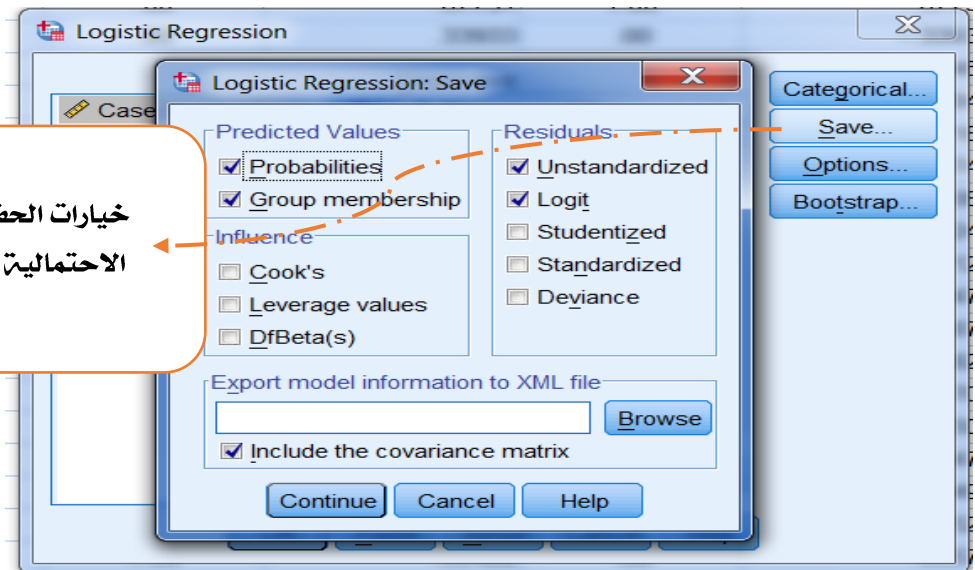 Logistic Regression
Logistic Regression: Save
Case
Categorical...
Save...
Options...
Bootstrap...
Predicted Values
Probabilities
Group membership
Influence
Cook's
Leverage values
DfBeta(s)
Residuals
Unstandardized
Logit
Studentized
Standardized
Deviance
Export model information to XML file
Browse
Include the covariance matrix
Continue Cancel Help
خيارات
الاحتمالية